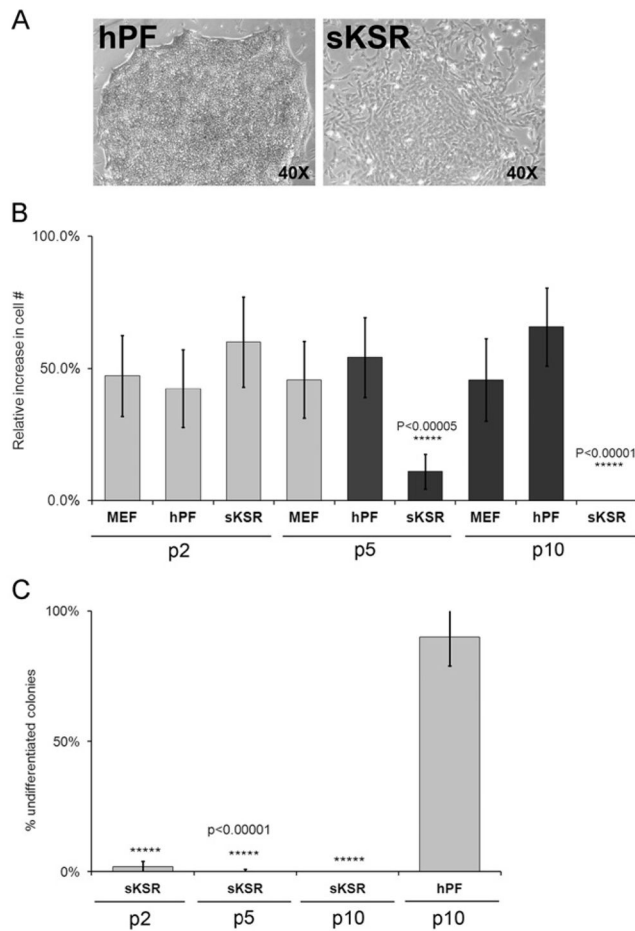 A
hPF
sKSR
40X
40X
B
100.0%
50.0%
0.0%
Relative increase in cell #
P<0.00005
*****
P<0.00001
*****
MEF hPF sKSR MEF hPF sKSR MEF hPF sKSR
p2 p5 p10
C
100%
50%
0%
% undifferentiated colonies
*****
p<0.00001
*****
*****
sKSR sKSR sKSR hPF
p2 p5 p10 p10